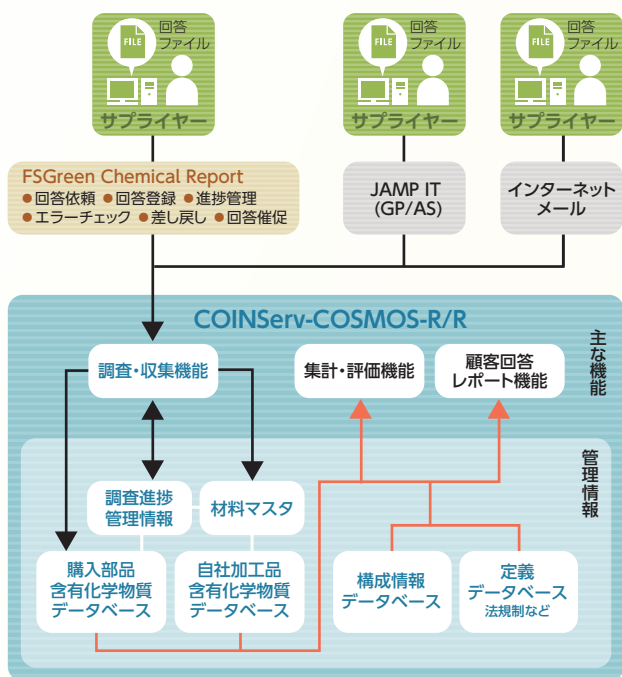 回答
ファイル
FILE
サプライヤー
回答
ファイル
FILE
サプライヤー
回答
ファイル
FILE
サプライヤー
FSGreen Chemical Report
●回答依頼 ●回答登録 ●進捗管理
●エラーチェック ●差し戻し ●回答催促
JAMP IT
(GP/AS)
インターネット
メール
COINServ-COSMOS-R/R
主な機能
調査・収集機能
集計・評価機能
顧客回答
レポート機能
管理情報
調査進捗
管理情報
材料マスタ
購入部品
含有化学物質
データベース
自社加工品
含有化学物質
データベース
構成情報
データベース
定義
データベース
法規制など